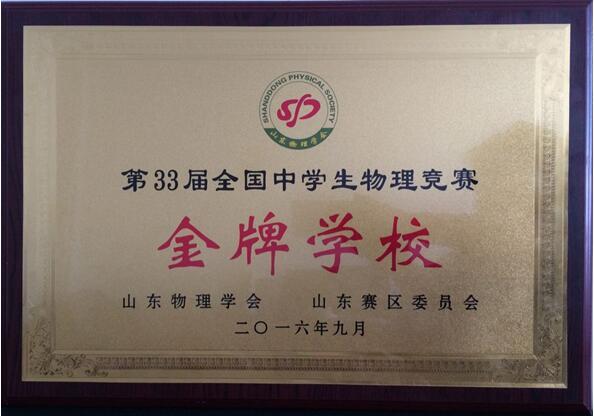 SHANDDONG PHYSICAL SOCIETY
山东物理学会
第33届全国中学生物理竞赛
金牌学校
山东物理学会 山东赛区委员会
二〇一六年九月